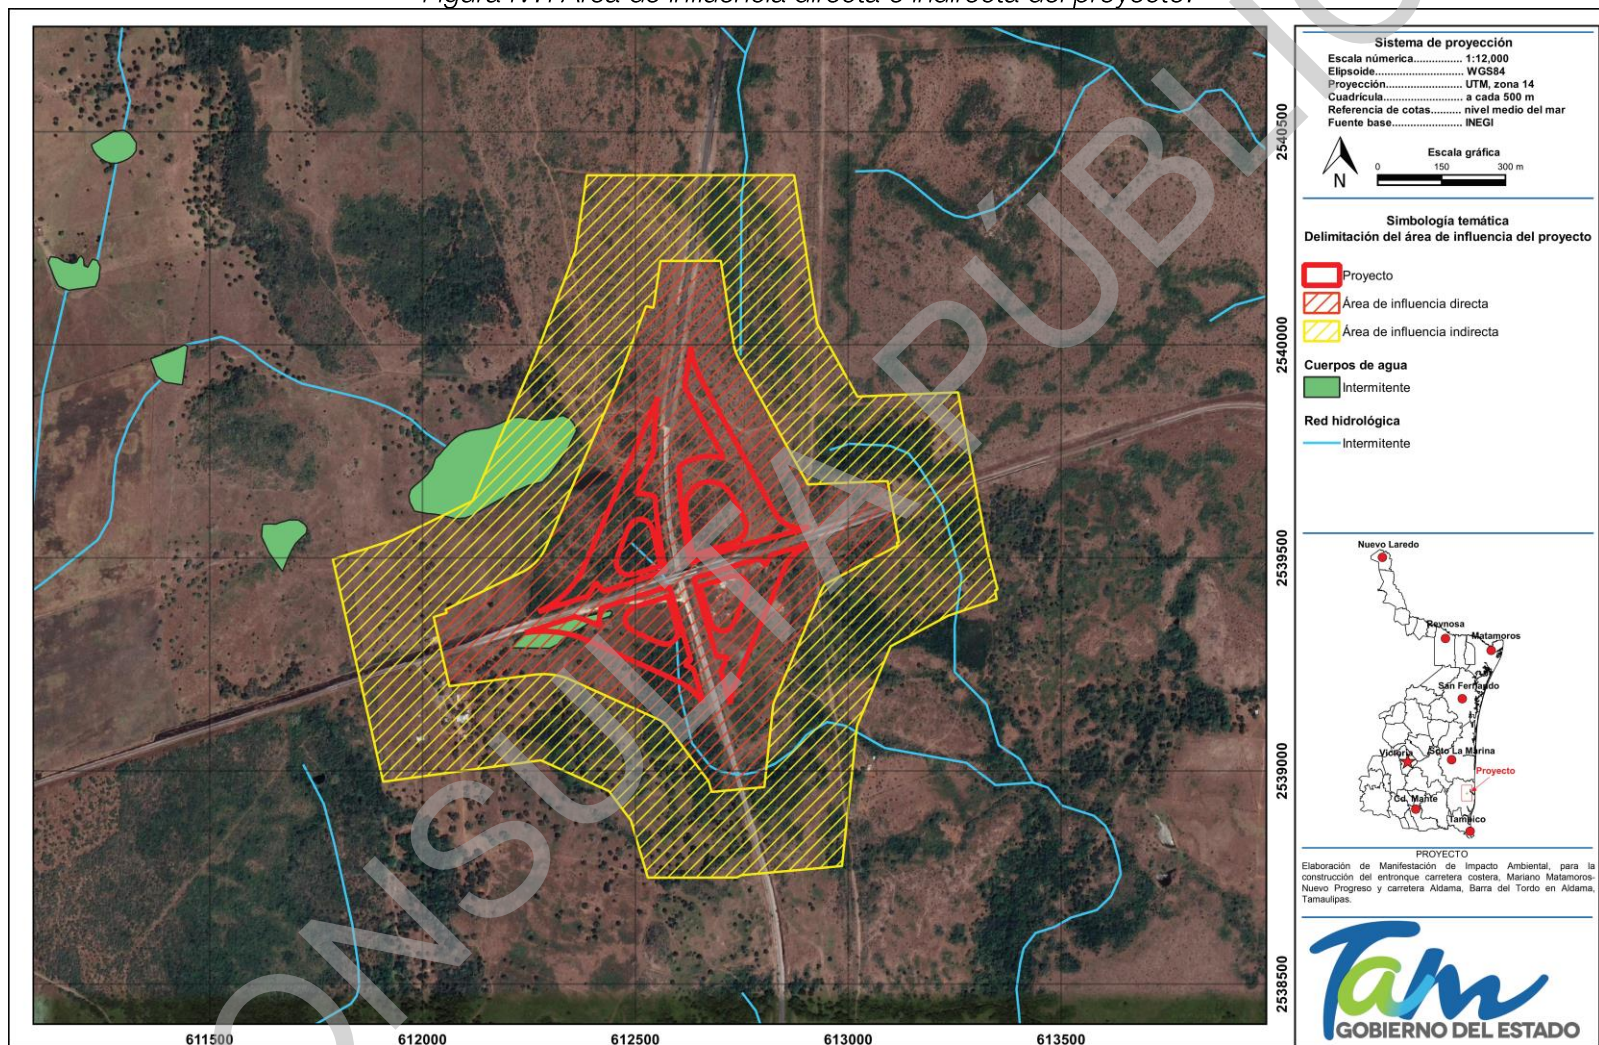 Figura IV.1 Área de influencia directa e indirecta del proyecto.
Sistema de proyección
Escala númerica................ 1:12,000
Elipsoide.......................... WGS84
Proyección....................... UTM, zona 14
Cuadrícula....................... a cada 500 m
Referencia de cotas.......... nivel medio del mar
Fuente base..................... INEGI
Escala gráfica
0 150 300 m
N
Simbología temática
Delimitación del área de influencia del proyecto
Proyecto
Área de influencia directa
Área de influencia indirecta
Cuerpos de agua
Intermitente
Red hidrológica
Intermitente
Nuevo Laredo
Reynosa
Matamoros
San Fernando
Victoria
Soto La Marina
Proyecto
Cd. Mante
Tampico
PROYECTO
Elaboración de Manifestación de Impacto Ambiental, para la
construcción del entronque carretera costera, Mariano Matamoros-
Nuevo Progreso y carretera Aldama, Barra del Tordo en Aldama,
Tamaulipas.
Tam
GOBIERNO DEL ESTADO
2540500
2540000
2539500
2539000
2538500
611500
612000
612500
613000
613500
CONSULTA PÚBLIC